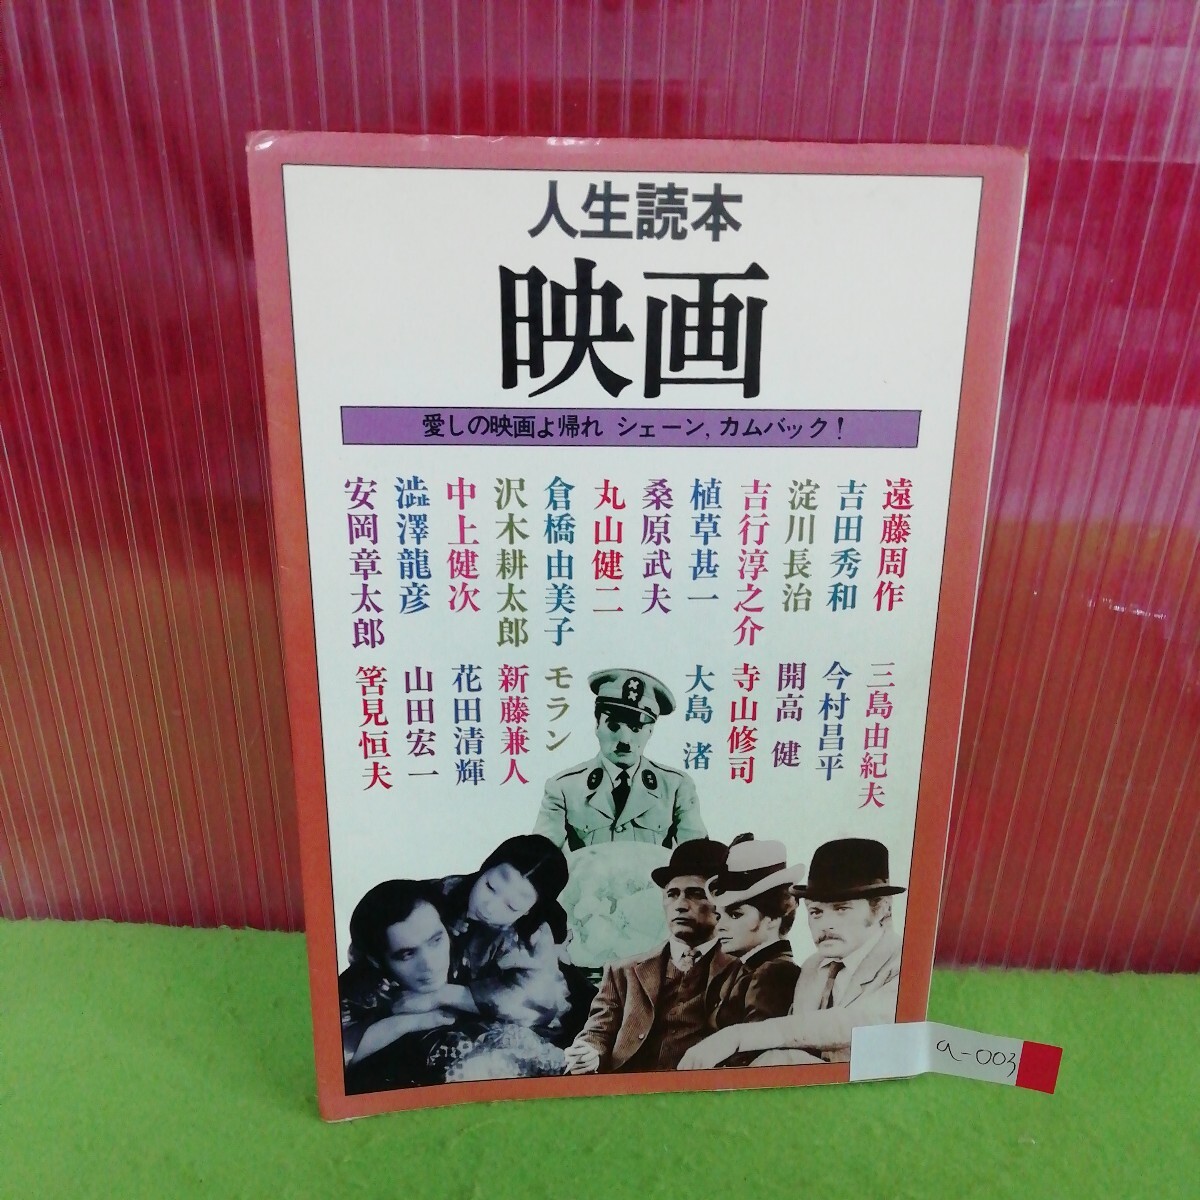 人生読本
映画
愛しの映画よ帰れ シェーン,カムバック!
遠藤周作
吉田秀和
淀川長治
吉行淳之介
植草甚一
桑原武夫
丸山健二
倉橋由美子
沢木耕太郎
中上健次
澁澤龍彦
安岡章太郎
三島由紀夫
今村昌平
開高 健
寺山修司
大島 渚
モラン
新藤兼人
花田清輝
山田宏一
筈見恒夫
a-003